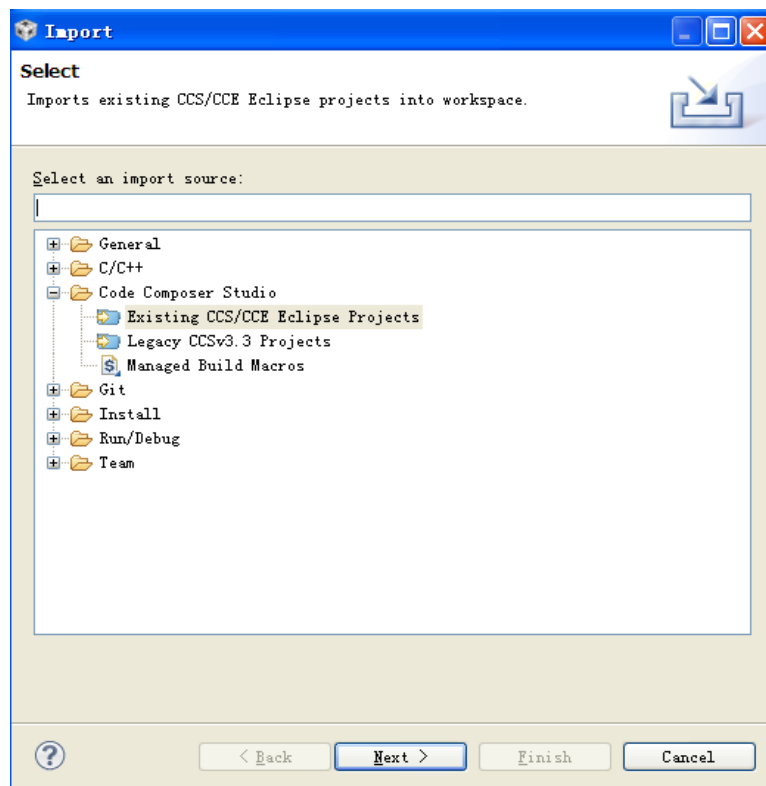 Import
Select
Imports existing CCS/CCE Eclipse projects into workspace.
Select an import source:
General
C/C++
Code Composer Studio
Existing CCS/CCE Eclipse Projects
Legacy CCSv3.3 Projects
Managed Build Macros
Git
Install
Run/Debug
Team
< Back Next > Finish Cancel